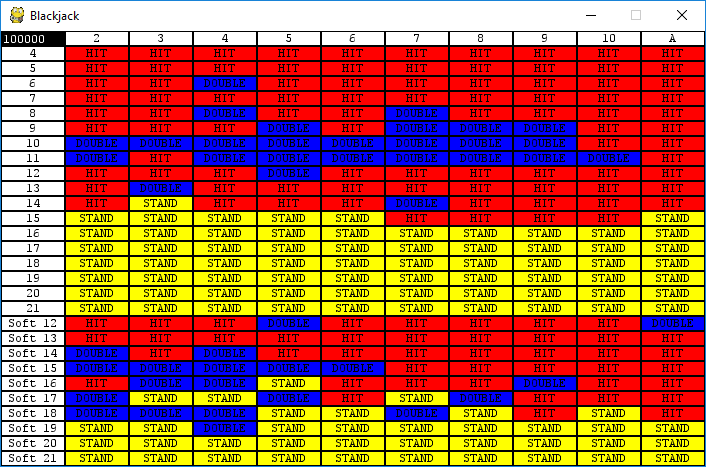 Blackjack
100000 2 3 4 5 6 7 8 9 10 A
4 HIT HIT HIT HIT HIT HIT HIT HIT HIT HIT
5 HIT HIT HIT HIT HIT HIT HIT HIT HIT HIT
6 HIT HIT DOUBLE HIT HIT HIT HIT HIT HIT HIT
7 HIT HIT HIT HIT HIT HIT HIT HIT HIT HIT
8 HIT HIT DOUBLE HIT HIT DOUBLE HIT HIT HIT HIT
9 HIT HIT HIT DOUBLE HIT DOUBLE DOUBLE DOUBLE HIT HIT
10 DOUBLE DOUBLE DOUBLE DOUBLE DOUBLE DOUBLE DOUBLE DOUBLE HIT HIT
11 DOUBLE HIT DOUBLE DOUBLE DOUBLE DOUBLE DOUBLE DOUBLE DOUBLE HIT
12 HIT HIT HIT DOUBLE HIT HIT HIT HIT HIT HIT
13 HIT DOUBLE HIT HIT HIT HIT HIT HIT HIT HIT
14 HIT STAND HIT HIT HIT DOUBLE HIT HIT HIT HIT
15 STAND STAND STAND STAND STAND HIT HIT HIT HIT STAND
16 STAND STAND STAND STAND STAND STAND STAND STAND STAND STAND
17 STAND STAND STAND STAND STAND STAND STAND STAND STAND STAND
18 STAND STAND STAND STAND STAND STAND STAND STAND STAND STAND
19 STAND STAND STAND STAND STAND STAND STAND STAND STAND STAND
20 STAND STAND STAND STAND STAND STAND STAND STAND STAND STAND
21 STAND STAND STAND STAND STAND STAND STAND STAND STAND STAND
Soft 12 HIT HIT HIT DOUBLE HIT HIT HIT HIT HIT DOUBLE
Soft 13 HIT HIT HIT HIT HIT HIT HIT HIT HIT HIT
Soft 14 DOUBLE HIT DOUBLE HIT HIT HIT HIT HIT HIT HIT
Soft 15 DOUBLE DOUBLE DOUBLE DOUBLE DOUBLE HIT HIT HIT HIT HIT
Soft 16 HIT DOUBLE DOUBLE STAND HIT HIT HIT DOUBLE HIT HIT
Soft 17 DOUBLE STAND STAND DOUBLE HIT STAND DOUBLE HIT HIT HIT
Soft 18 DOUBLE DOUBLE DOUBLE STAND STAND DOUBLE STAND HIT STAND HIT
Soft 19 STAND STAND DOUBLE STAND STAND STAND STAND STAND STAND STAND
Soft 20 STAND STAND STAND STAND STAND STAND STAND STAND STAND STAND
Soft 21 STAND STAND STAND STAND STAND STAND STAND STAND STAND STAND